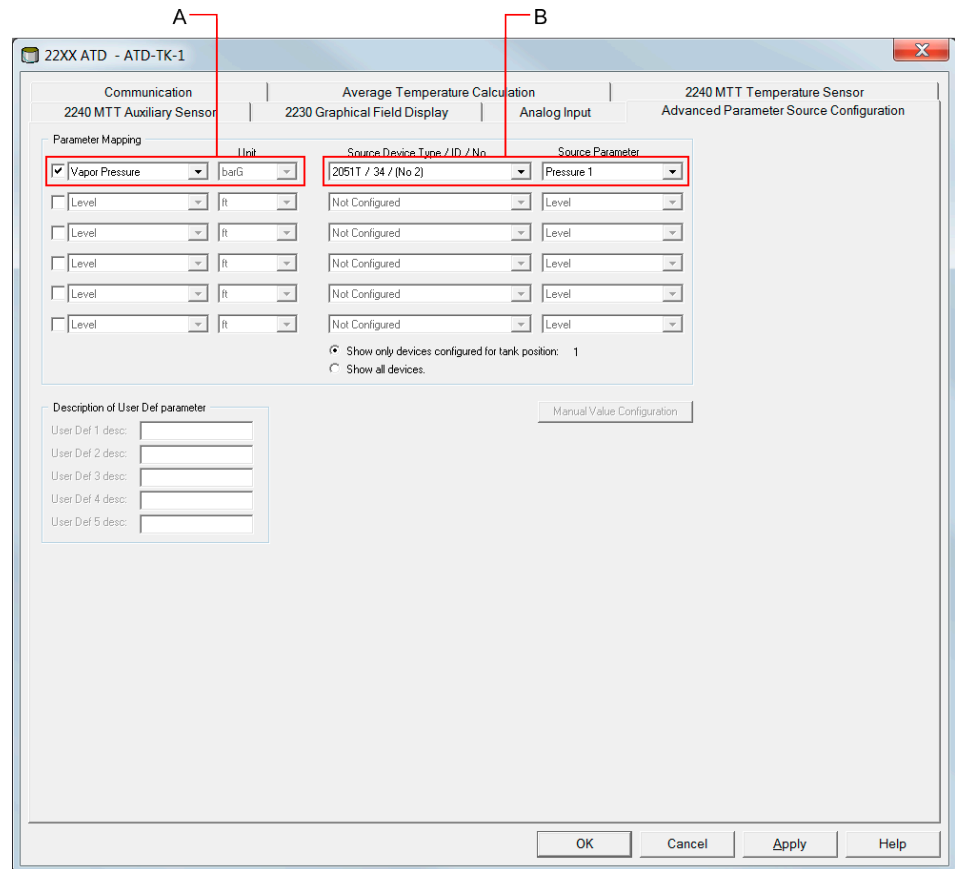 A B
22XX ATD - ATD-TK-1
Communication Average Temperature Calculation 2240 MTT Temperature Sensor
2240 MTT Auxiliary Sensor 2230 Graphical Field Display Analog Input Advanced Parameter Source Configuration
Parameter Mapping
Unit Source Device Type / ID / No Source Parameter
Vapor Pressure barG 2051T / 34 / (No 2) Pressure 1
Level ft Not Configured Level
Level ft Not Configured Level
Level ft Not Configured Level
Level ft Not Configured Level
Level ft Not Configured Level
Show only devices configured for tank position: 1
Show all devices.
Description of User Def parameter Manual Value Configuration
User Def 1 desc:
User Def 2 desc:
User Def 3 desc:
User Def 4 desc:
User Def 5 desc:
OK Cancel Apply Help